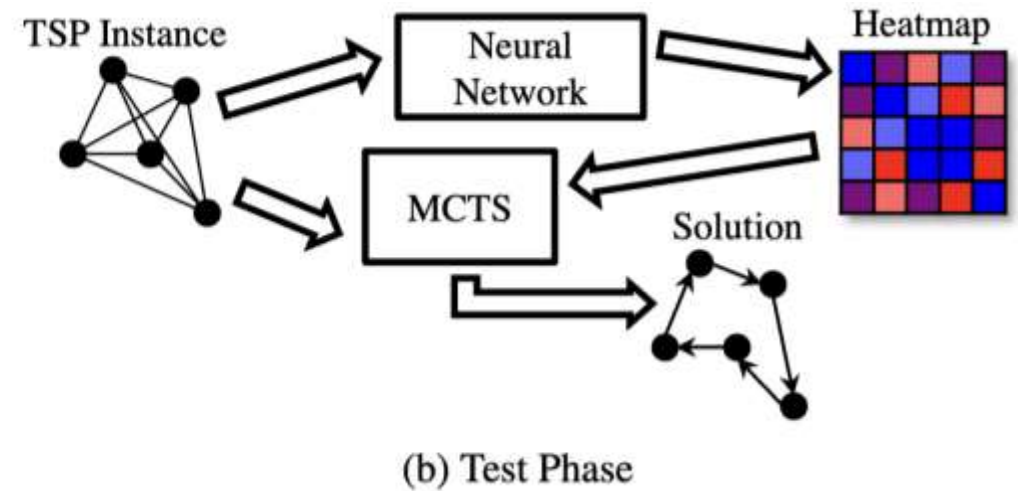 TSP Instance
Neural
Network
Heatmap
MCTS
Solution
(b) Test Phase